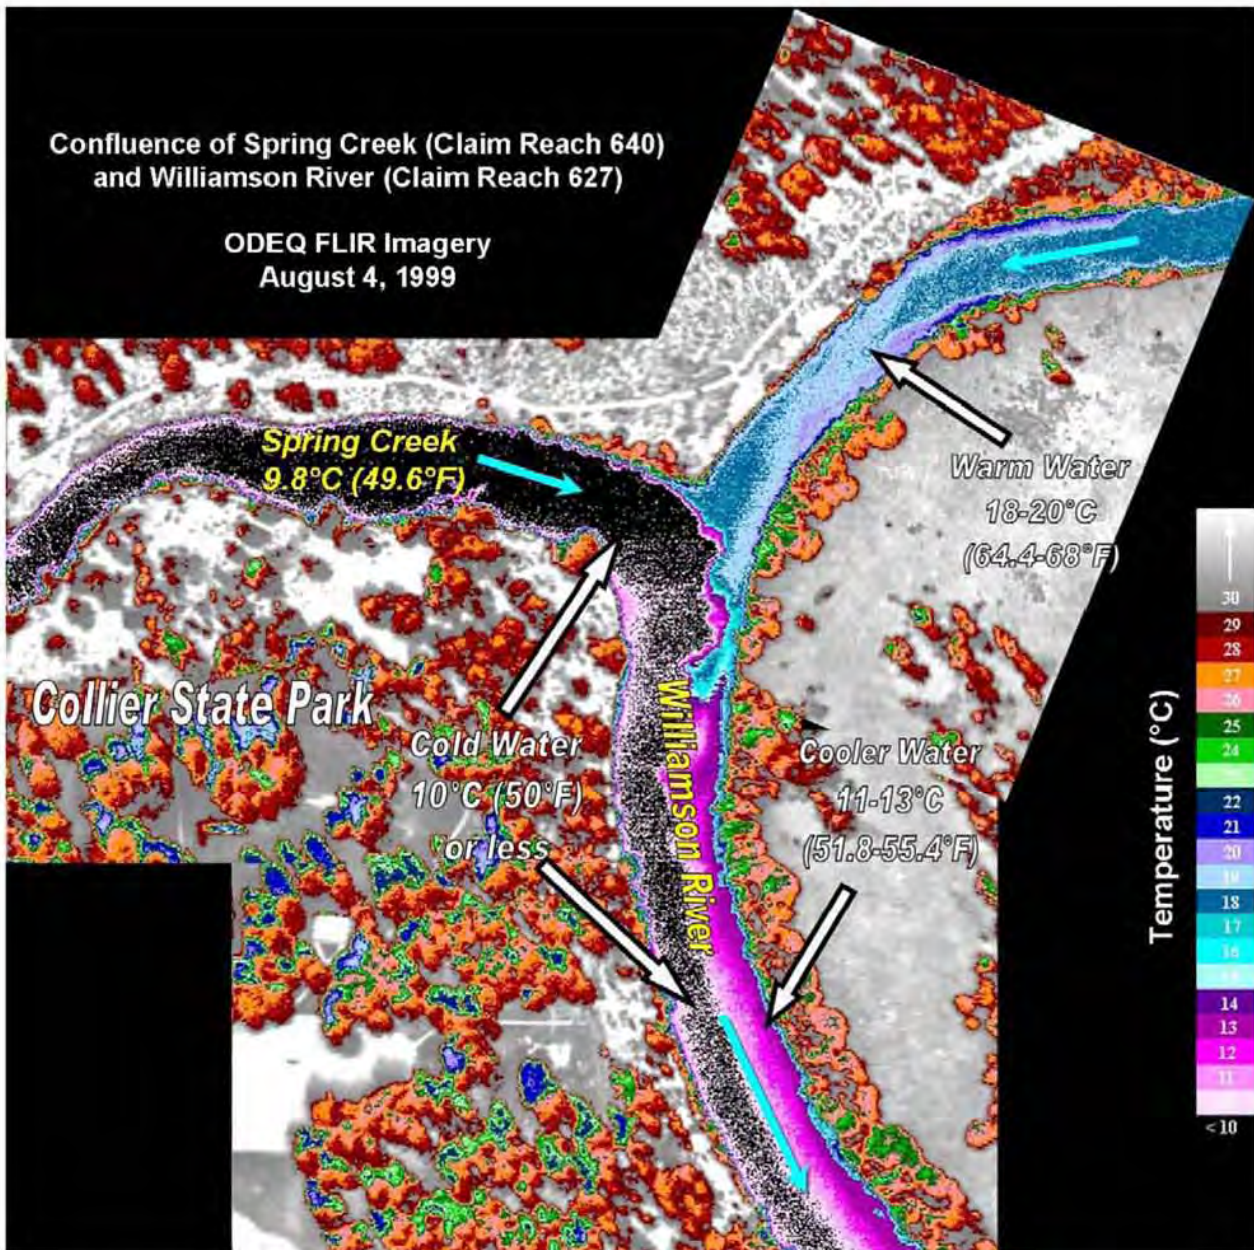 Confluence of Spring Creek (Claim Reach 640)
and Williamson River (Claim Reach 627)
ODEQ FLIR Imagery
August 4, 1999
Spring Creek
9.8°C (49.6°F)
Warm Water
18-20°C
(64.4-68°F)
Collier State Park
Cold Water
10°C (50°F)
or less
Williamson River
Cooler Water
11-13°C
(51.8-55.4°F)
Temperature (°C)
30
29
28
27
26
25
24
22
21
20
19
18
17
16
14
13
12
11
< 10